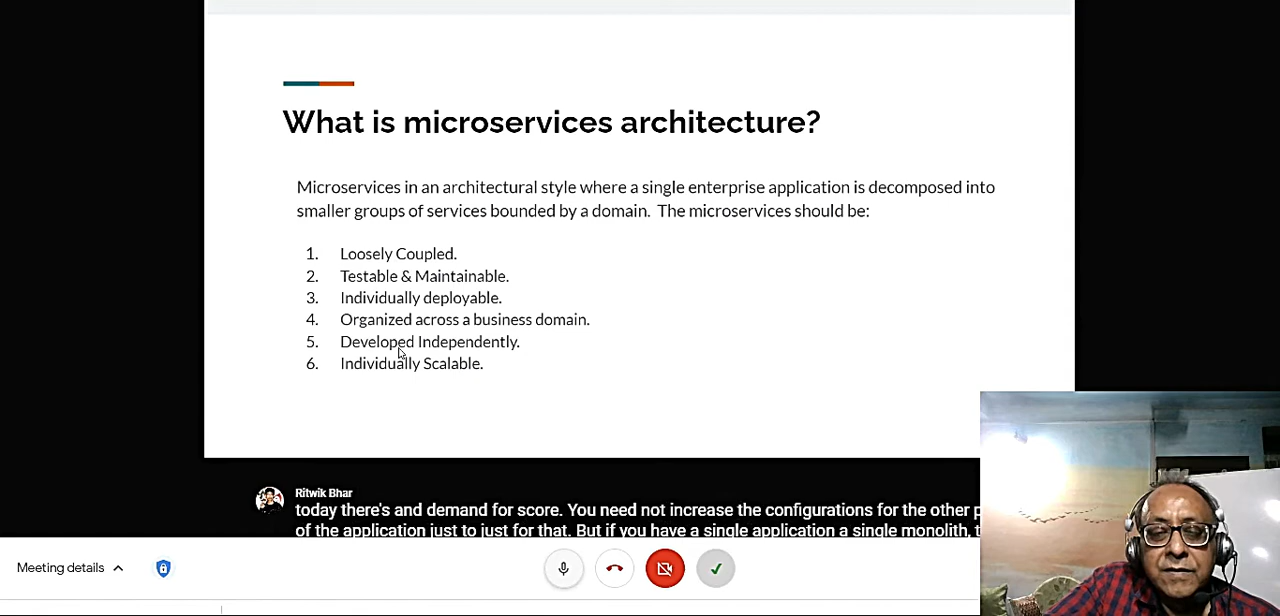 What is microservices architecture?
Microservices in an architectural style where a single enterprise application is decomposed into
smaller groups of services bounded by a domain. The microservices should be:
1. Loosely Coupled.
2. Testable & Maintainable.
3. Individually deployable.
4. Organized across a business domain.
5. Developed Independently.
6. Individually Scalable.
Ritwik Bhar
today there's and demand for score. You need not increase the configurations for the other p
of the application just to just for that. But if you have a single application a single monolith, t
Meeting details